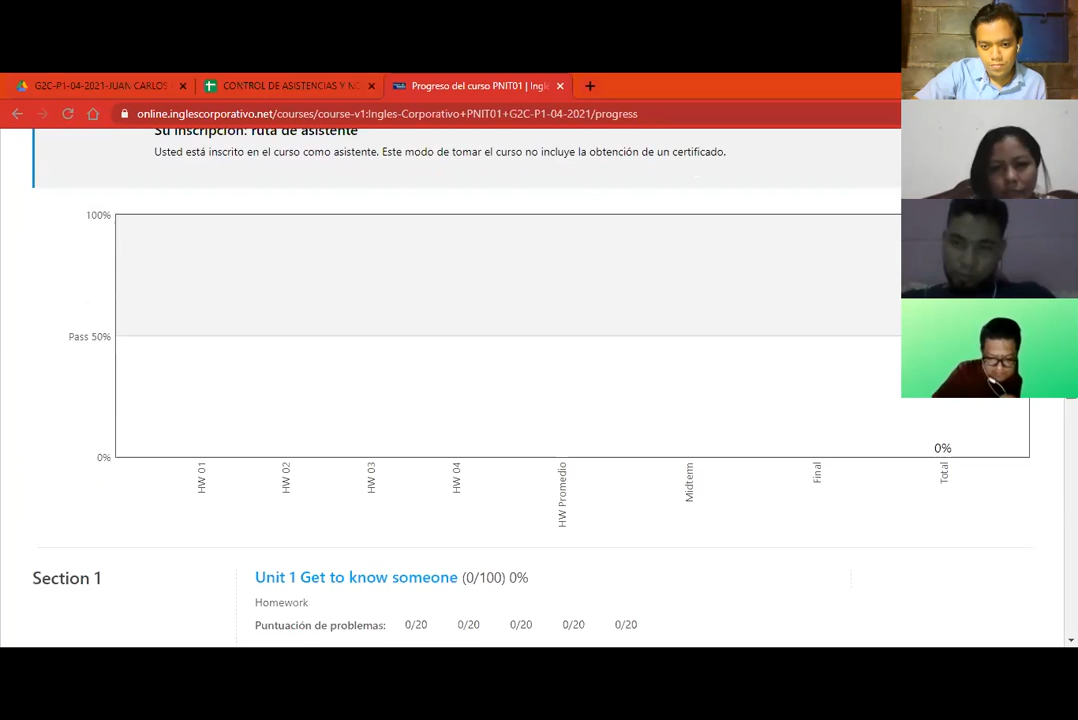 G2C-P1-04-2021-JUAN CARLOS
CONTROL DE ASISTENCIAS Y NO
Progreso del curso PNIT01 | Ingl
online.inglescorporativo.net/courses/course-v1:Ingles-Corporativo+PNIT01+G2C-P1-04-2021/progress
Su inscripción: ruta de asistente
Usted está inscrito en el curso como asistente. Este modo de tomar el curso no incluye la obtención de un certificado.
100%
Pass 50%
0%
0%
HW 01
HW 02
HW 03
HW 04
HW Promedio
Midterm
Final
Total
Section 1
Unit 1 Get to know someone (0/100) 0%
Homework
Puntuación de problemas: 0/20 0/20 0/20 0/20 0/20